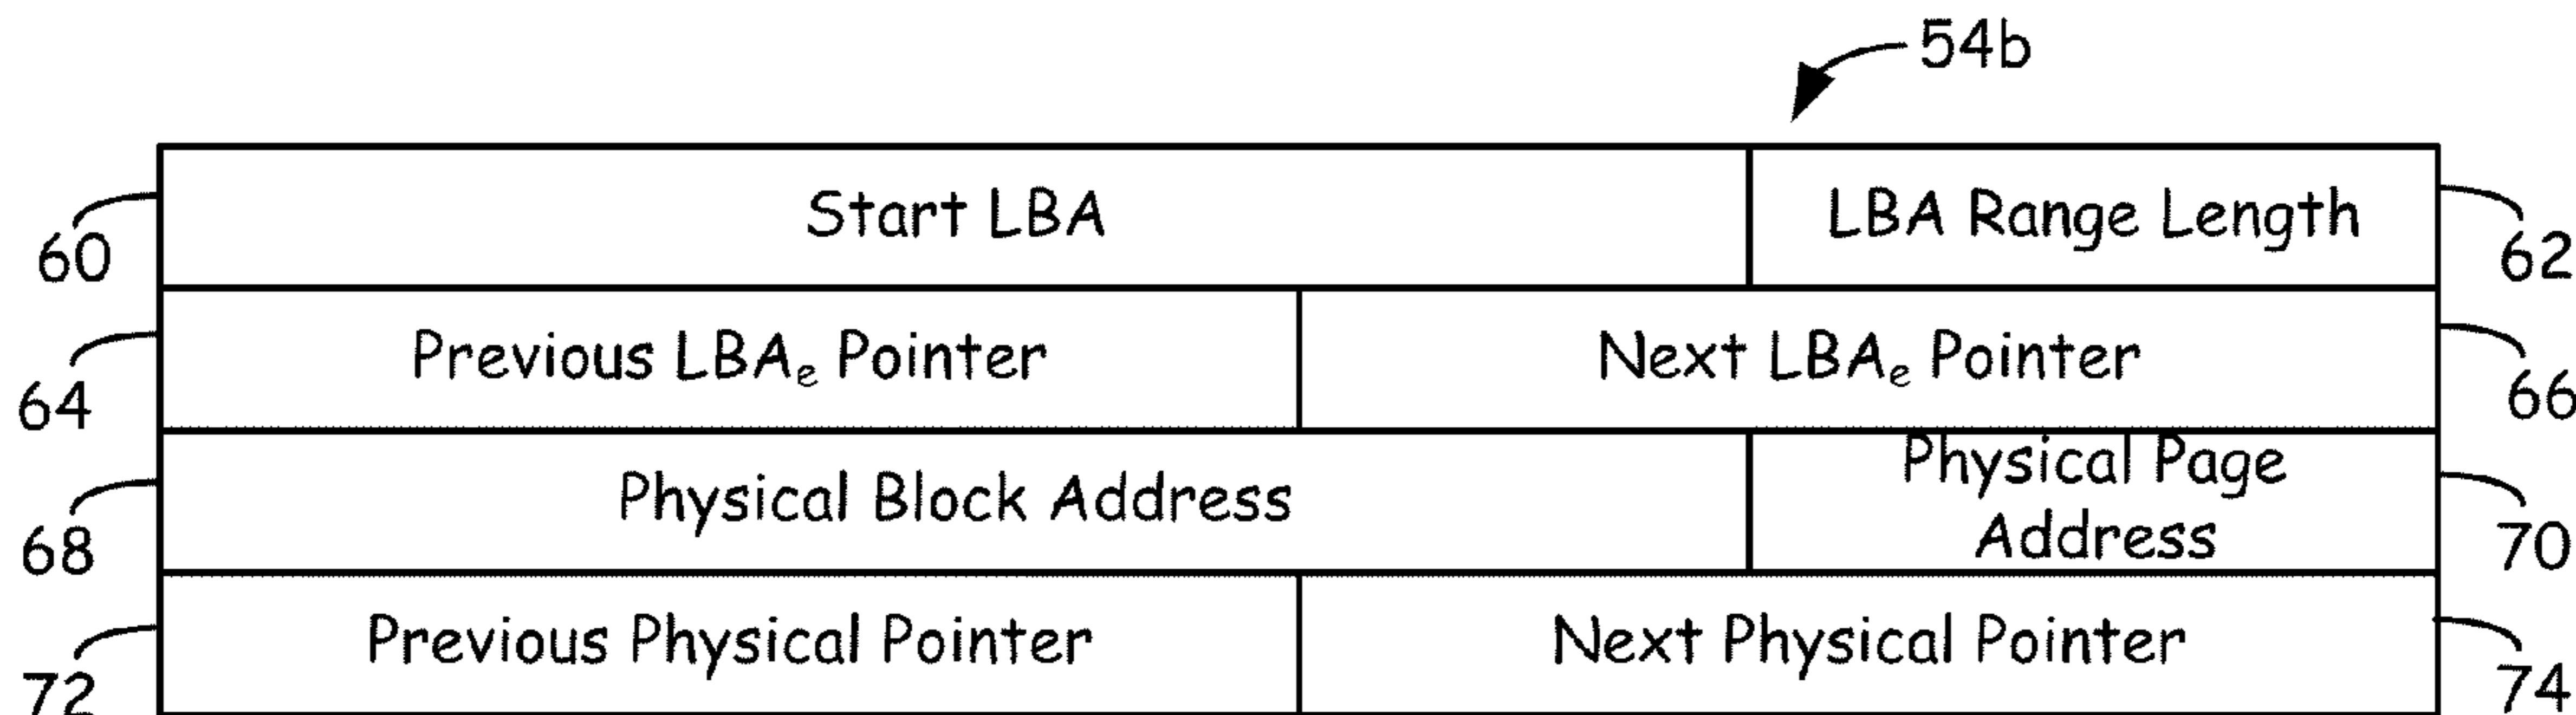 54b
Start LBA
LBA Range Length
60
62
Previous LBAe Pointer
Next LBAe Pointer
64
66
Physical Block Address
Physical Page
Address
68
70
Previous Physical Pointer
Next Physical Pointer
72
74